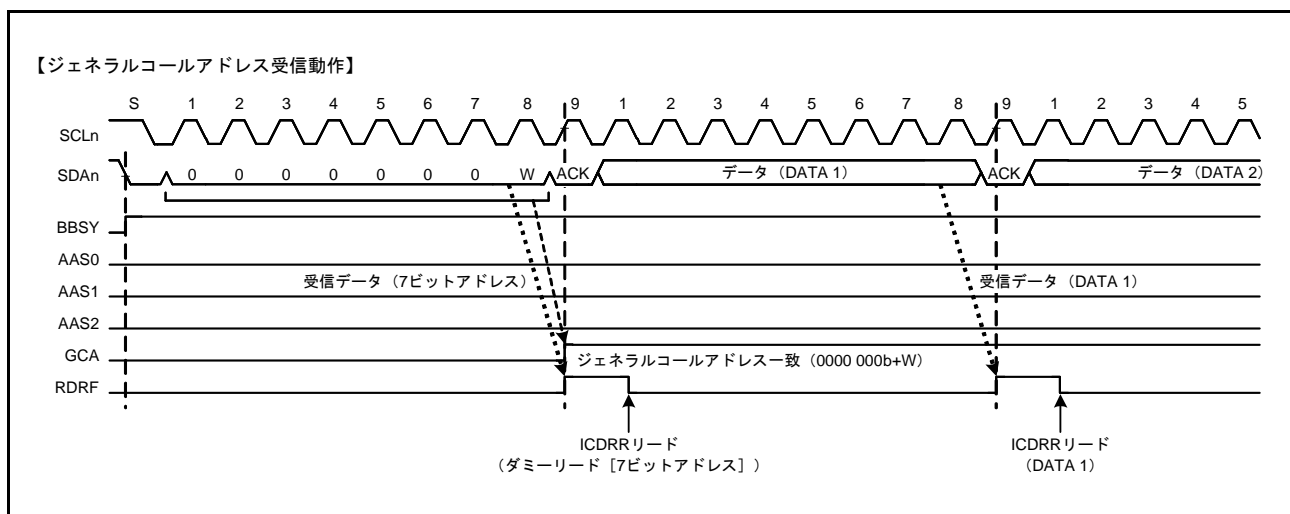 【ジェネラルコールアドレス受信動作】
S 1 2 3 4 5 6 7 8 9 1 2 3 4 5 6 7 8 9 1 2 3 4 5
SCLn
SDAn 0 0 0 0 0 0 0 W ACK データ（DATA 1） ACK データ（DATA 2）
BBSY
AAS0
受信データ（7ビットアドレス） 受信データ（DATA 1）
AAS1
AAS2
GCA ジェネラルコールアドレス一致（0000 000b+W）
RDRF
ICDRRリード ICDRRリード
（ダミーリード［7ビットアドレス］） （DATA 1）